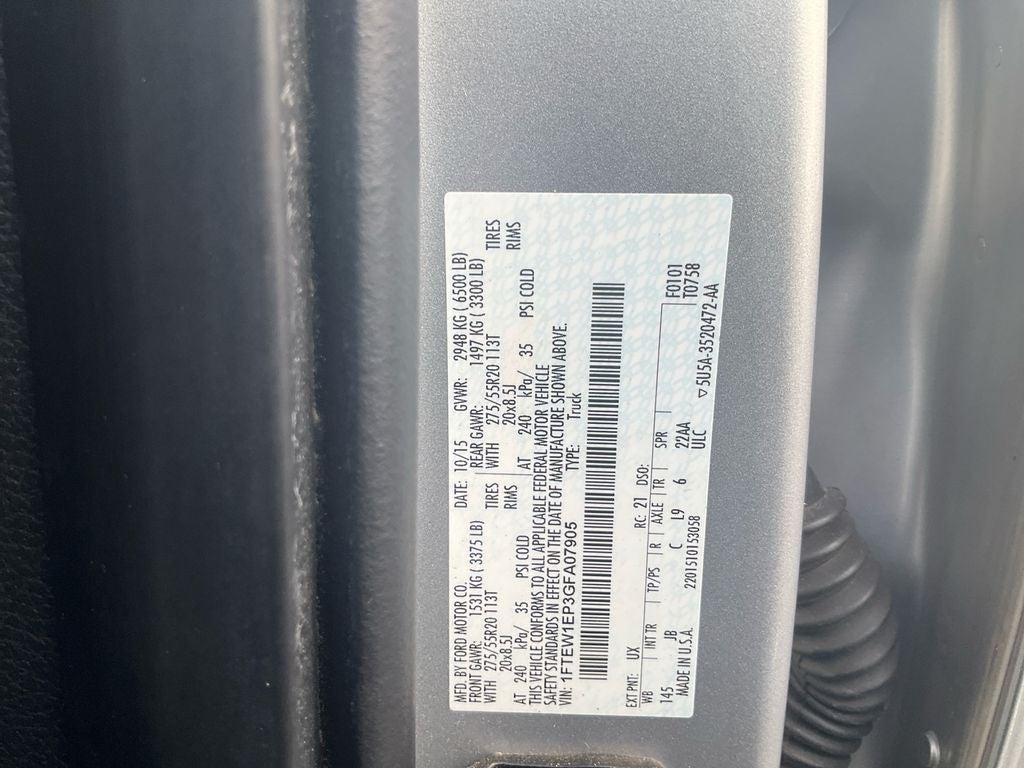 MFD. BY FORD MOTOR CO. DATE: 10/15 GVWR: 2948 KG ( 6500 LB)
FRONT GAWR: 1531 KG ( 3375 LB) REAR GAWR: 1497 KG ( 3300 LB)
WITH 275/55R20 113T TIRES WITH 275/55R20 113T TIRES
20x8.5J RIMS 20x8.5J RIMS
AT 240 kPa/ 35 PSI COLD AT 240 kPa/ 35 PSI COLD
THIS VEHICLE CONFORMS TO ALL APPLICABLE FEDERAL MOTOR VEHICLE
SAFETY STANDARDS IN EFFECT ON THE DATE OF MANUFACTURE SHOWN ABOVE.
VIN: 1FTEW1EP3GFA07905 TYPE: Truck
EXT PNT: UX RC: 21 DSO:
WB INT TR TP/PS R AXLE TR SPR F0101
145 JB C L9 6 22AA T0758
MADE IN U.S.A. 2201510153058 ULC ▽5U5A-3520472-AA